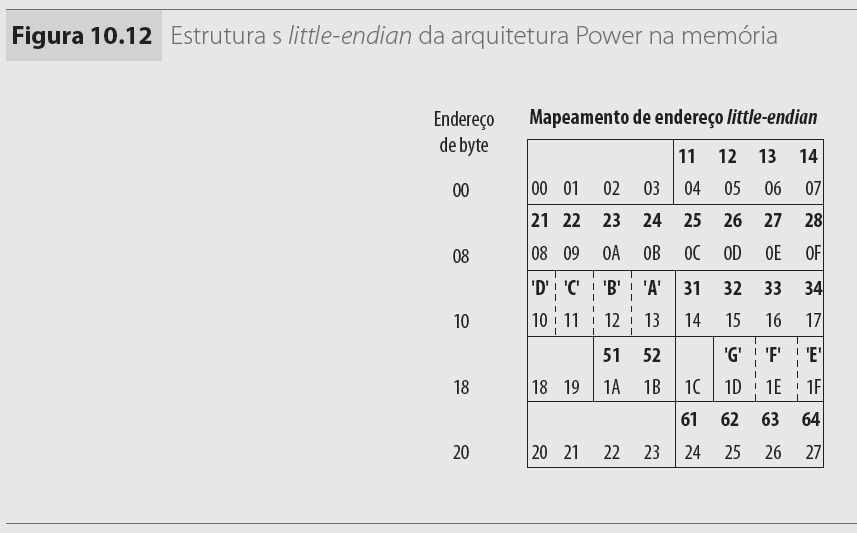 Figura 10.12 Estrutura s little-endian da arquitetura Power na memória
Endereço
de byte
Mapeamento de endereço little-endian
11 12 13 14
00 00 01 02 03 04 05 06 07
21 22 23 24 25 26 27 28
08 08 09 0A 0B 0C 0D 0E 0F
'D' 'C' 'B' 'A' 31 32 33 34
10 10 11 12 13 14 15 16 17
51 52 'G' 'F' 'E'
18 18 19 1A 1B 1C 1D 1E 1F
61 62 63 64
20 20 21 22 23 24 25 26 27